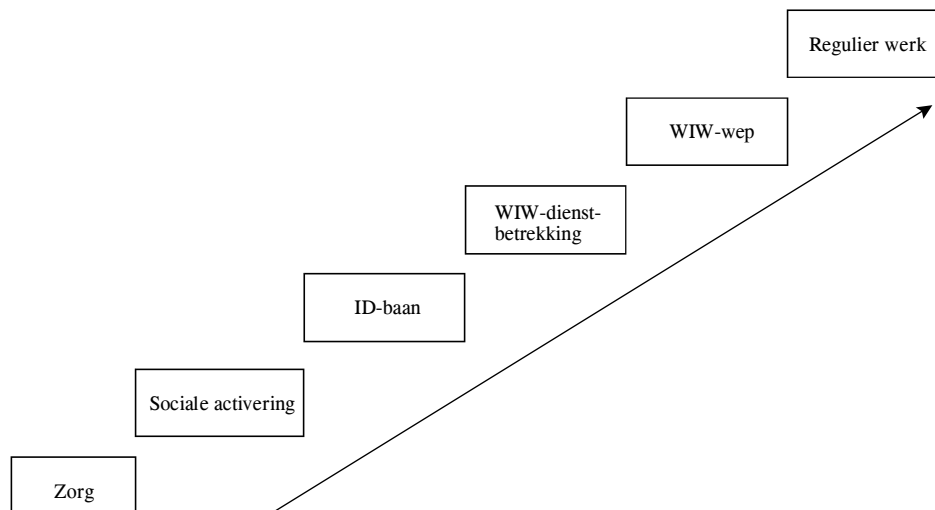 Regulier werk
WIW-wep
WIW-dienst-
betrekking
ID-baan
Sociale activering
Zorg